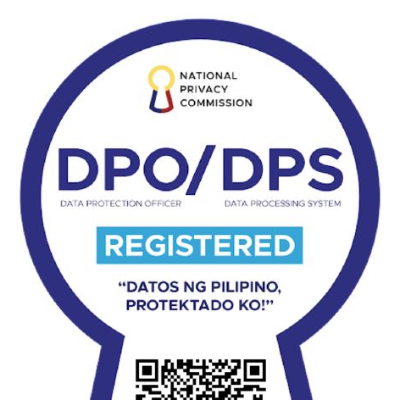 NATIONAL
PRIVACY
COMMISSION
DPO/DPS
DATA PROTECTION OFFICER DATA PROCESSING SYSTEM
REGISTERED
“DATOS NG PILIPINO,
PROTEKTADO KO!”